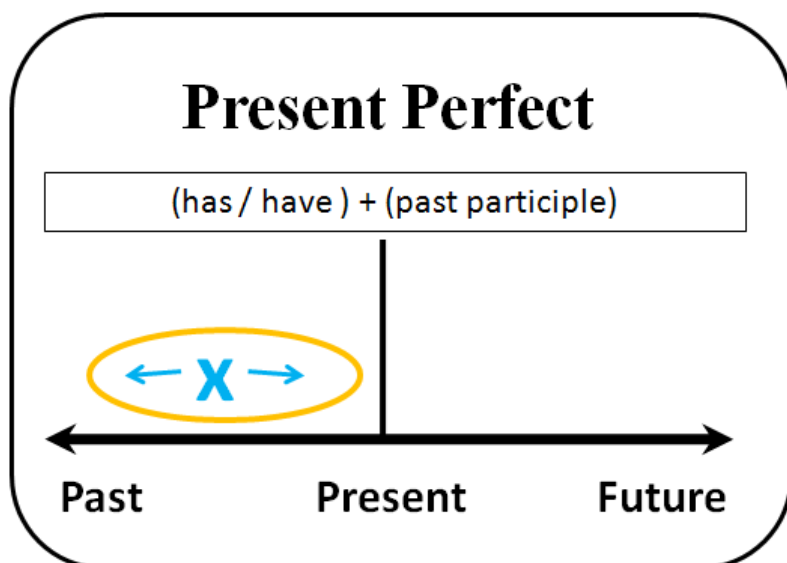 Present Perfect
(has / have ) + (past participle)
X
Past Present Future